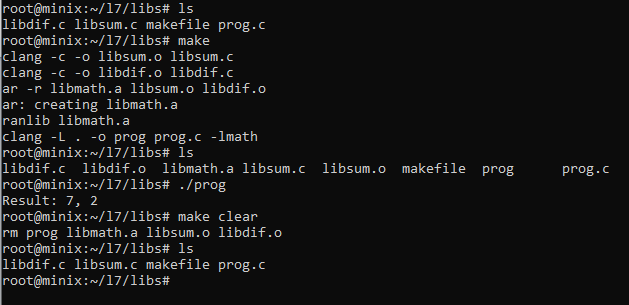 root@minix:~/l7/libs# ls
libdif.c libsum.c makefile prog.c
root@minix:~/l7/libs# make
clang -c -o libsum.o libsum.c
clang -c -o libdif.o libdif.c
ar -r libmath.a libsum.o libdif.o
ar: creating libmath.a
ranlib libmath.a
clang -L . -o prog prog.c -lmath
root@minix:~/l7/libs# ls
libdif.c  libdif.o  libmath.a libsum.c  libsum.o  makefile  prog      prog.c
root@minix:~/l7/libs# ./prog
Result: 7, 2
root@minix:~/l7/libs# make clear
rm prog libmath.a libsum.o libdif.o
root@minix:~/l7/libs# ls
libdif.c libsum.c makefile prog.c
root@minix:~/l7/libs#